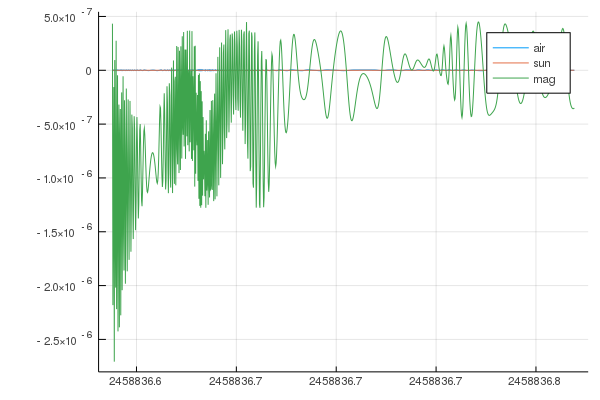 5.0×10 -7
0
- 5.0×10 -7
- 1.0×10 -6
- 1.5×10 -6
- 2.0×10 -6
- 2.5×10 -6
2458836.6 2458836.7 2458836.7 2458836.7 2458836.8
air
sun
mag